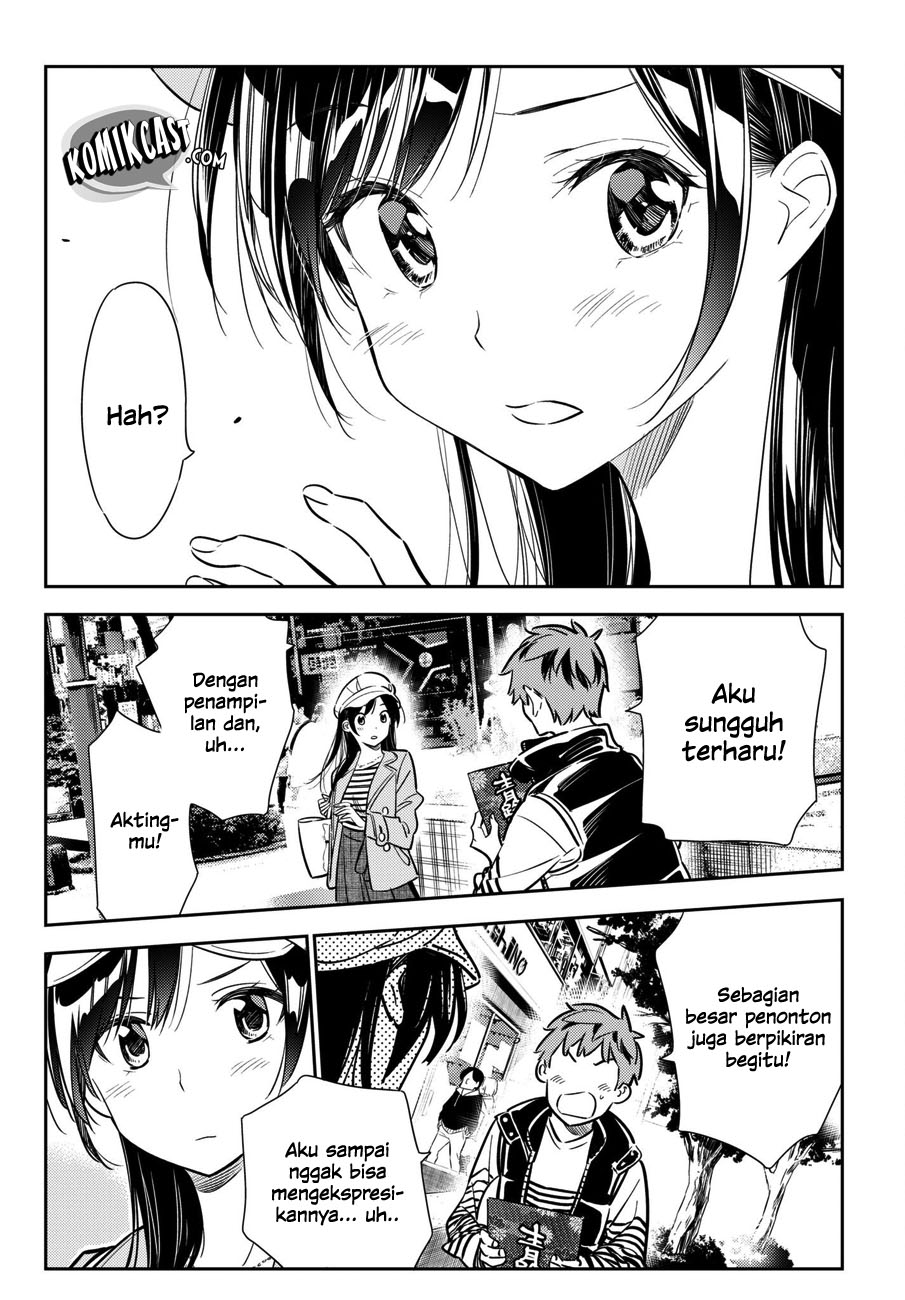 KOMIKCAST
.COM
Hah?
Aku
sungguh
terharu!
Dengan
penampi-
lan dan,
uh...
Akting-
mu!
Sebagian
besar penonton
juga berpikiran
begitu!
Aku sampai
nggak bisa
mengekspresi-
kannya... uh..